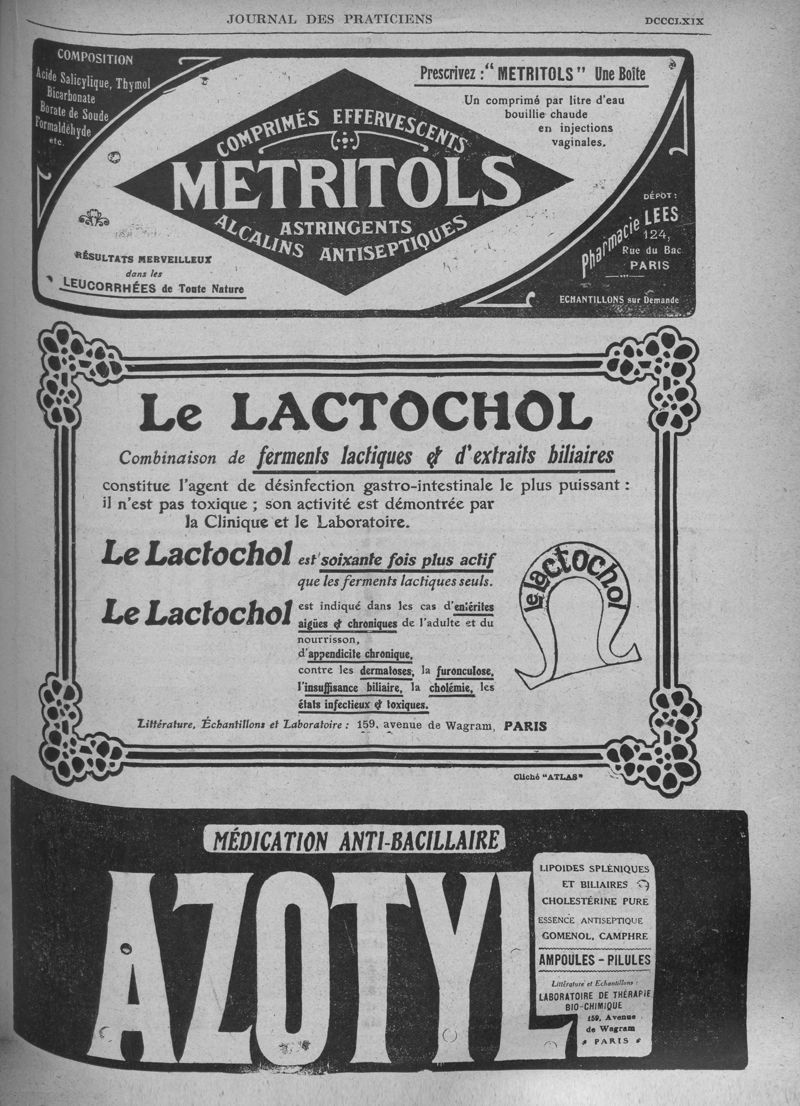 JOURNAL DES PRATICIENS
DCCCLXIX
COMPOSITION
Acide Salicylique, Thymol
Bicarbonate
Borate de Soude
Formaldéhyde
etc.
Prescrivez : "METRITOLS" Une Boîte
Un comprimé par litre d'eau
bouillie chaude
en injections
vaginales.
COMPRIMÉS EFFERVESCENTS
METRITOLS
ASTRINGENTS
ALCALINS ANTISEPTIQUES
RÉSULTATS MERVEILLEUX
dans les
LEUCORRHÉES de Toute Nature
DÉPÔT :
Pharmacie LEES
124,
Rue du Bac
PARIS
ECHANTILLONS sur Demande
Le LACTOCHOL
Combinaison de ferments lactiques & d'extraits biliaires
constitue l'agent de désinfection gastro-intestinale le plus puissant :
il n'est pas toxique ; son activité est démontrée par
la Clinique et le Laboratoire.
Le Lactochol est soixante fois plus actif
que les ferments lactiques seuls.
Le Lactochol est indiqué dans les cas d'entérites
aigües & chroniques de l'adulte et du
nourrisson,
d'appendicite chronique,
contre les dermatoses, la furonculose,
l'insuffisance biliaire, la cholémie, les
états infectieux & toxiques.
le lactochol
Littérature, Échantillons et Laboratoire : 159, avenue de Wagram, PARIS
Cliché "ATLAS"
MÉDICATION ANTI-BACILLAIRE
AZOTYL
LIPOIDES SPLÉNIQUES
ET BILIAIRES
CHOLESTÉRINE PURE
ESSENCE ANTISEPTIQUE
GOMENOL, CAMPHRE
AMPOULES - PILULES
Littérature et Echantillons :
LABORATOIRE DE THÉRAPIE
BIO-CHIMIQUE
159, Avenue
de Wagram
PARIS